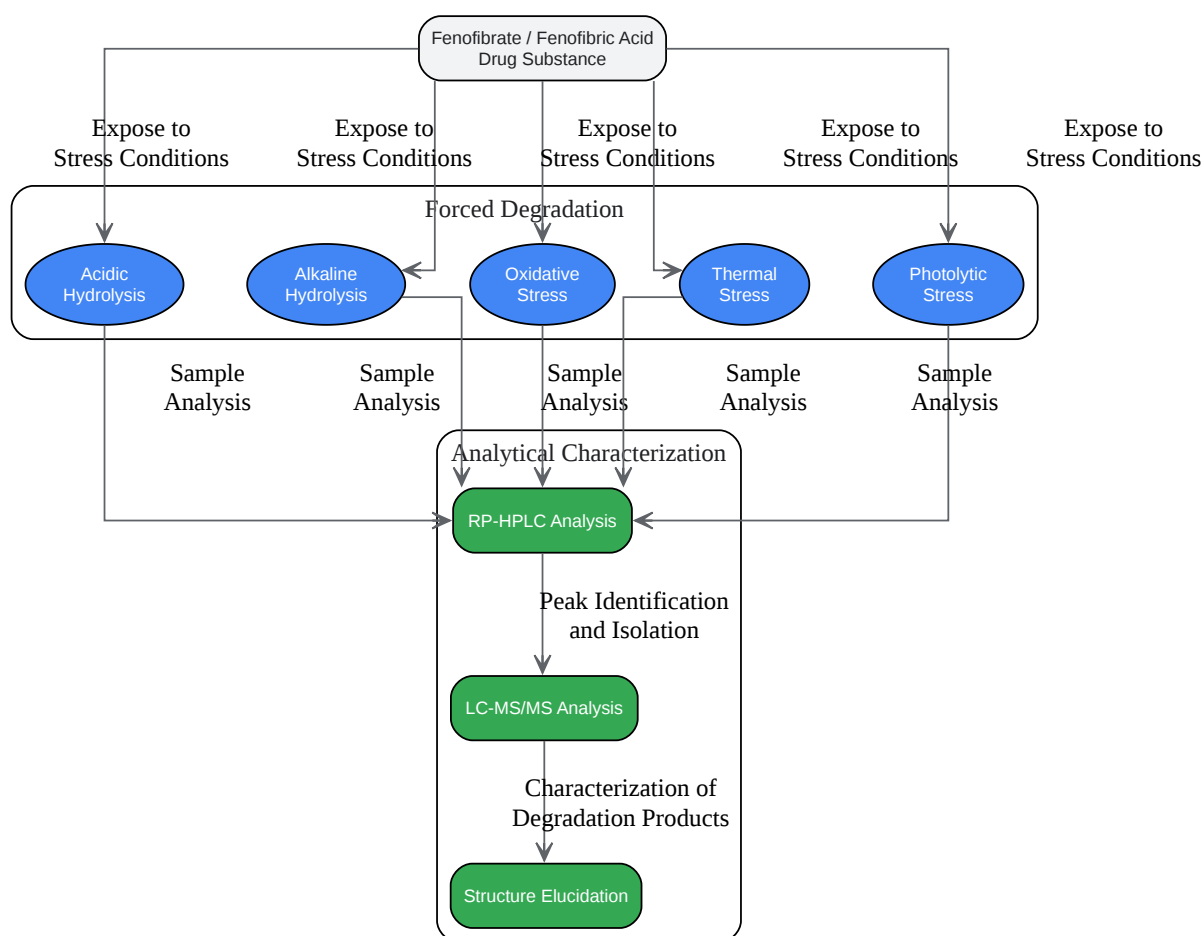 Fenofibrate / Fenofibric Acid
Drug Substance
Expose to
Stress Conditions
Expose to
Stress Conditions
Expose to
Stress Conditions
Expose to
Stress Conditions
Expose to
Stress Conditions
Forced Degradation
Acidic
Hydrolysis
Alkaline
Hydrolysis
Oxidative
Stress
Thermal
Stress
Photolytic
Stress
Sample
Analysis
Sample
Analysis
Sample
Analysis
Sample
Analysis
Sample
Analysis
Analytical Characterization
RP-HPLC Analysis
Peak Identification
and Isolation
LC-MS/MS Analysis
Characterization of
Degradation Products
Structure Elucidation